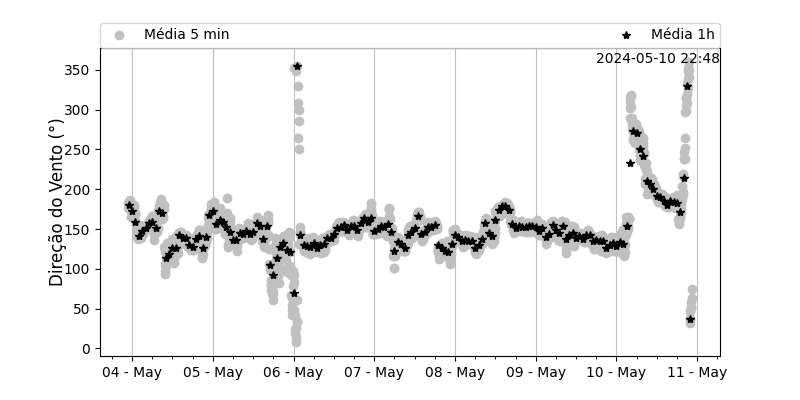 Média 5 min
Média 1h
2024-05-10 22:48
Direção do Vento (°)
350
300
250
200
150
100
50
0
04 - May 05 - May 06 - May 07 - May 08 - May 09 - May 10 - May 11 - May